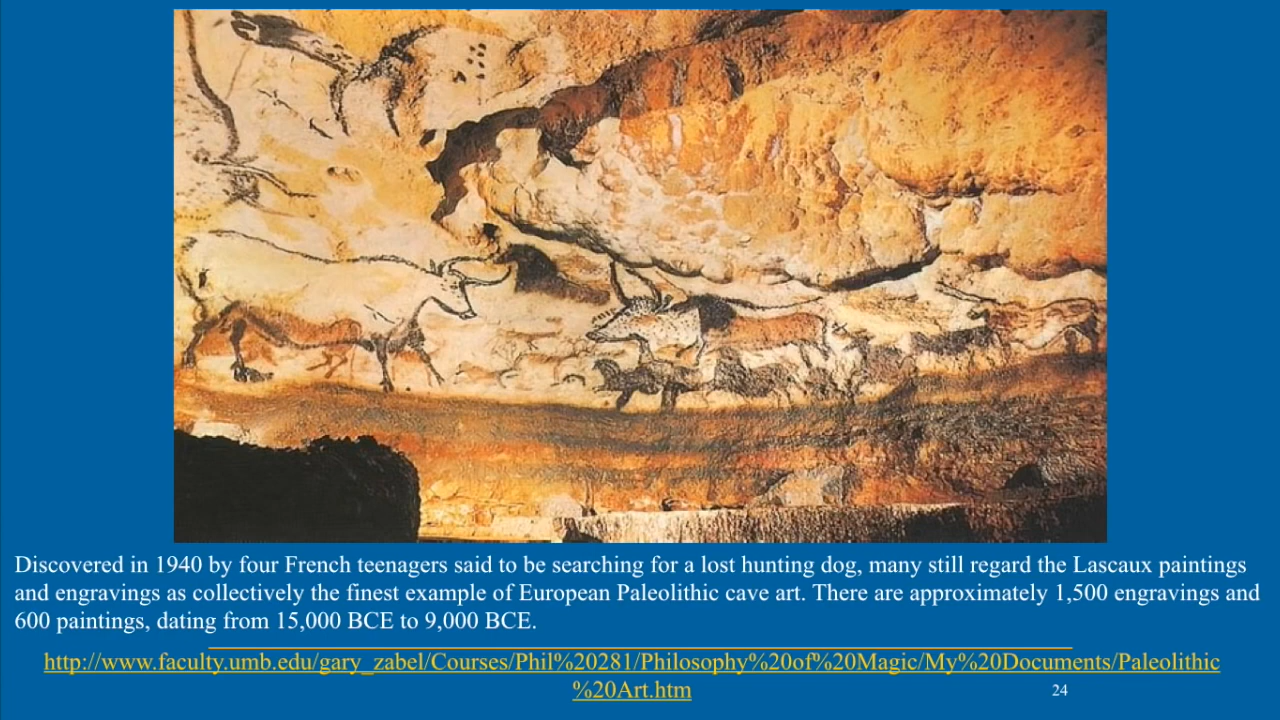 Discovered in 1940 by four French teenagers said to be searching for a lost hunting dog, many still regard the Lascaux paintings
and engravings as collectively the finest example of European Paleolithic cave art. There are approximately 1,500 engravings and
600 paintings, dating from 15,000 BCE to 9,000 BCE.
http://www.faculty.umb.edu/gary_zabel/Courses/Phil%20281/Philosophy%20of%20Magic/My%20Documents/Paleolithic
%20Art.htm
24